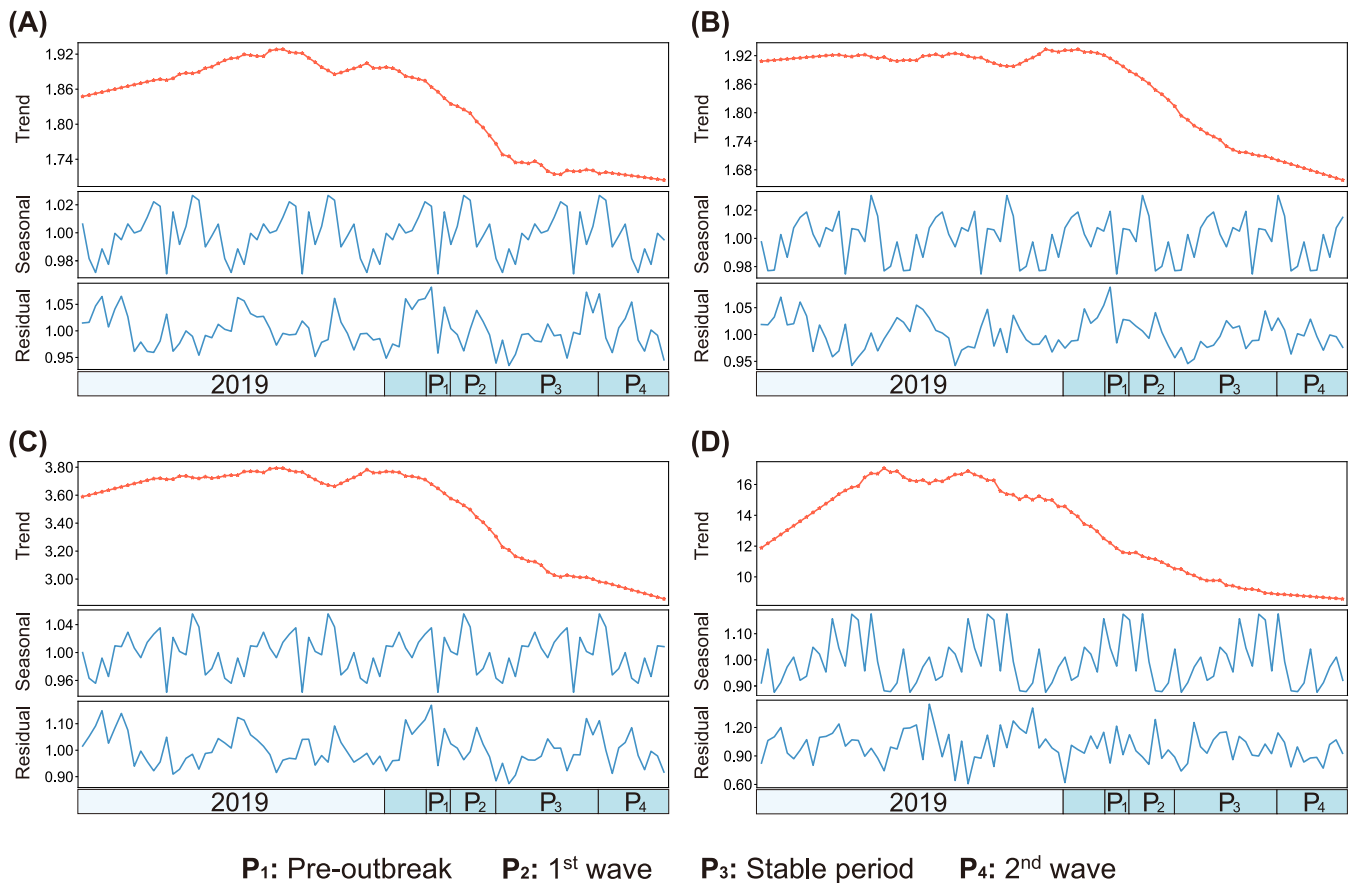 (A)
Trend
1.92
1.86
1.80
1.74
Seasonal
1.02
1.00
0.98
Residual
1.05
1.00
0.95
2019 P₁ P₂ P₃ P₄
(B)
Trend
1.92
1.86
1.80
1.74
1.68
Seasonal
1.02
1.00
0.98
Residual
1.05
1.00
0.95
2019 P₁ P₂ P₃ P₄
(C)
Trend
3.80
3.60
3.40
3.20
3.00
Seasonal
1.04
1.00
0.96
Residual
1.10
1.00
0.90
2019 P₁ P₂ P₃ P₄
(D)
Trend
16
14
12
10
Seasonal
1.10
1.00
0.90
Residual
1.20
0.90
0.60
2019 P₁ P₂ P₃ P₄
P₁: Pre-outbreak P₂: 1st wave P₃: Stable period P₄: 2nd wave